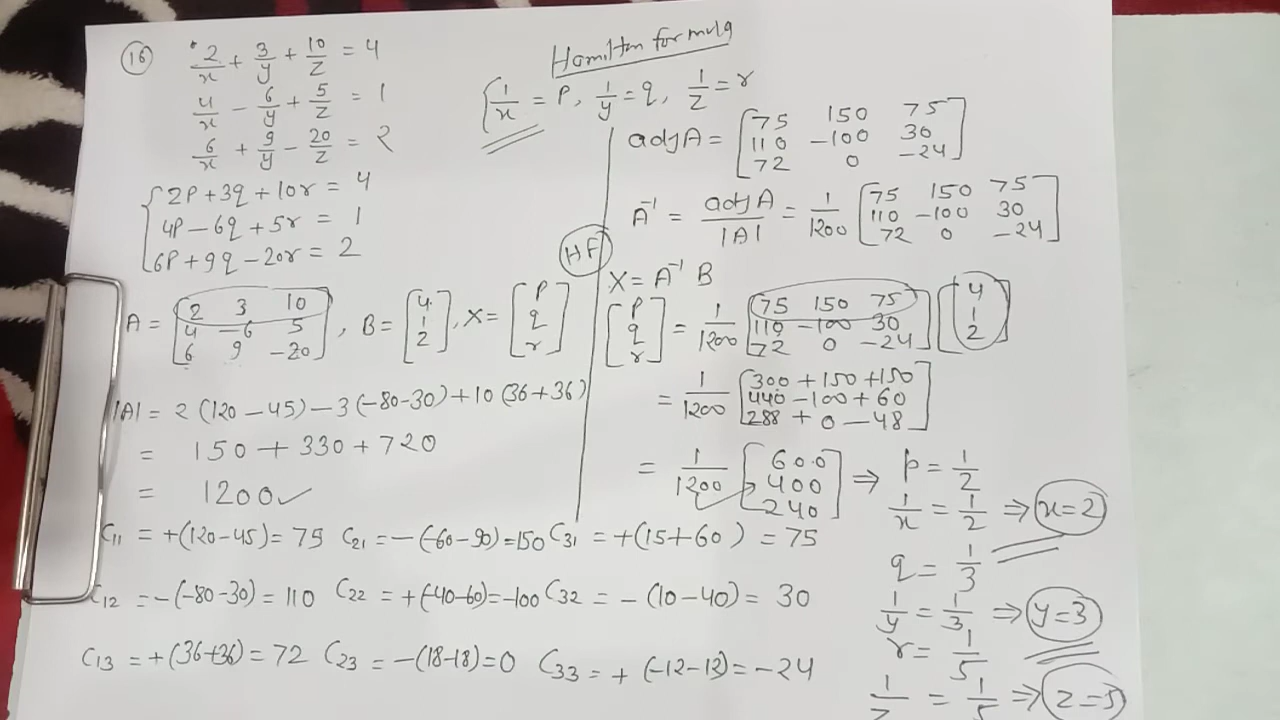 16
2/x + 3/y + 10/z = 4
4/x − 6/y + 5/z = 1
6/x + 9/y − 20/z = 2
{2P + 3q + 10r = 4
4P − 6q + 5r = 1
6P + 9q − 20r = 2
A = [2 3 10
4 −6 5
6 9 −20], B = [4
1
2], X = [P
q
r]
|A| = 2(120 − 45) − 3(−80−30) + 10(36+36)
= 150 + 330 + 720
= 1200 ✓
C11 = +(120−45) = 75 C21 = −(−60−90) = 150 C31 = +(15+60) = 75
C12 = −(−80−30) = 110 C22 = +(−40−60) = −100 C32 = −(10−40) = 30
C13 = +(36+36) = 72 C23 = −(18−18) = 0 C33 = +(−12−12) = −24
Hamilton formula
{1/x = P, 1/y = q, 1/z = r
HF
adjA = [75 150 75
110 −100 30
72 0 −24]
A⁻¹ = adjA/|A| = 1/1200 [75 150 75
110 −100 30
72 0 −24]
X = A⁻¹ B
[P
q
r] = 1/1200 [75 150 75
110 −100 30
72 0 −24] [4
1
2]
= 1/1200 [300 + 150 + 150
440 − 100 + 60
288 + 0 − 48]
= 1/1200 [600
400
240] ⇒ p = 1/2
1/x = 1/2 ⇒ x = 2
q = 1/3
1/y = 1/3 ⇒ y = 3
r = 1/5
1/z = 1/5 ⇒ z = 5